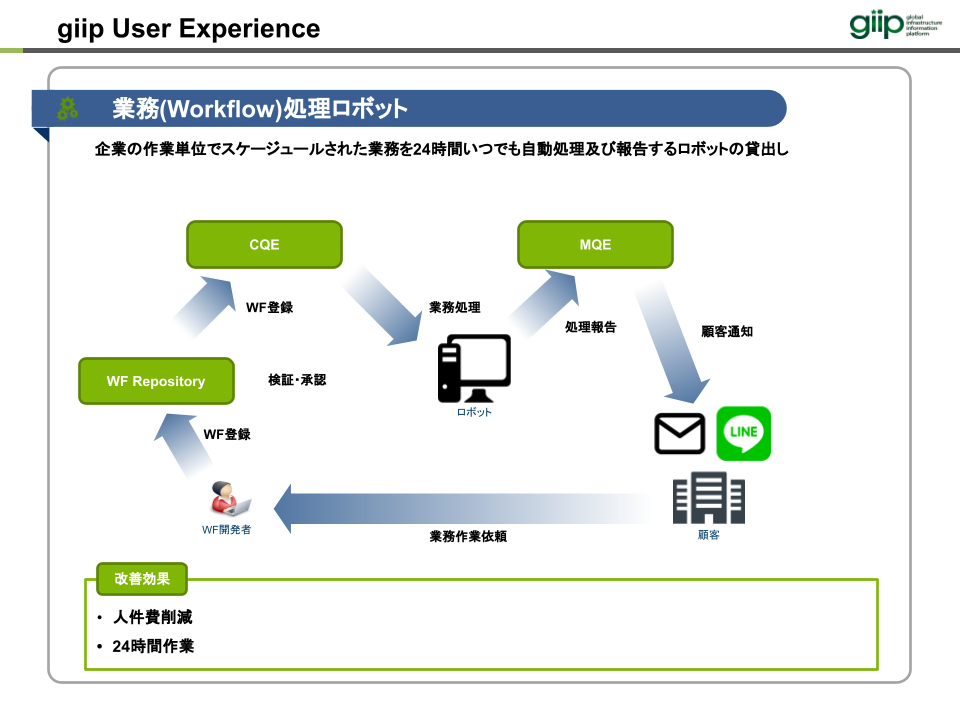 giip User Experience
giip global infrastructure information platform
業務(Workflow)処理ロボット
企業の作業単位でスケージュールされた業務を24時間いつでも自動処理及び報告するロボットの貸出し
CQE
MQE
WF登録
業務処理
処理報告
顧客通知
WF Repository
検証・承認
ロボット
WF登録
LINE
WF開発者
業務作業依頼
顧客
改善効果
• 人件費削減
• 24時間作業